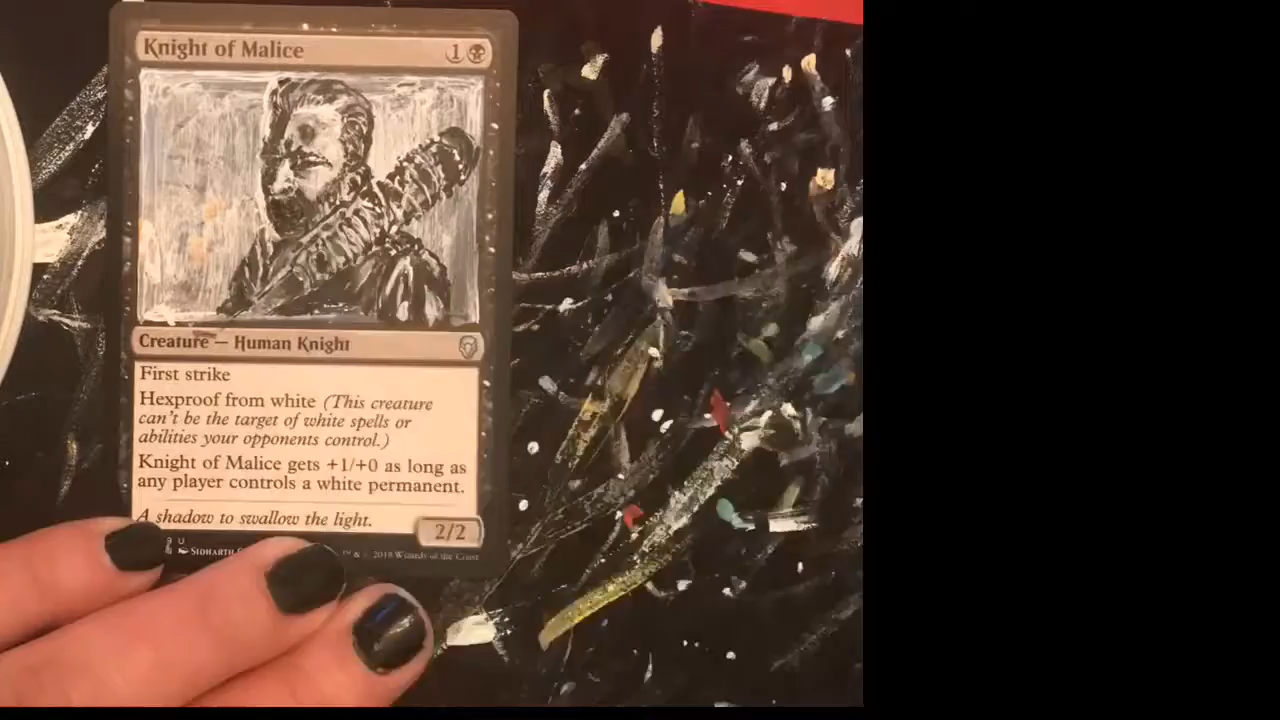 Knight of Malice 1
Creature — Human Knight
First strike
Hexproof from white (This creature
can't be the target of white spells or
abilities your opponents control.)
Knight of Malice gets +1/+0 as long as
any player controls a white permanent.
A shadow to swallow the light.
2/2
U
SIDHARTH ™ & © 2018 Wizards of the Coast